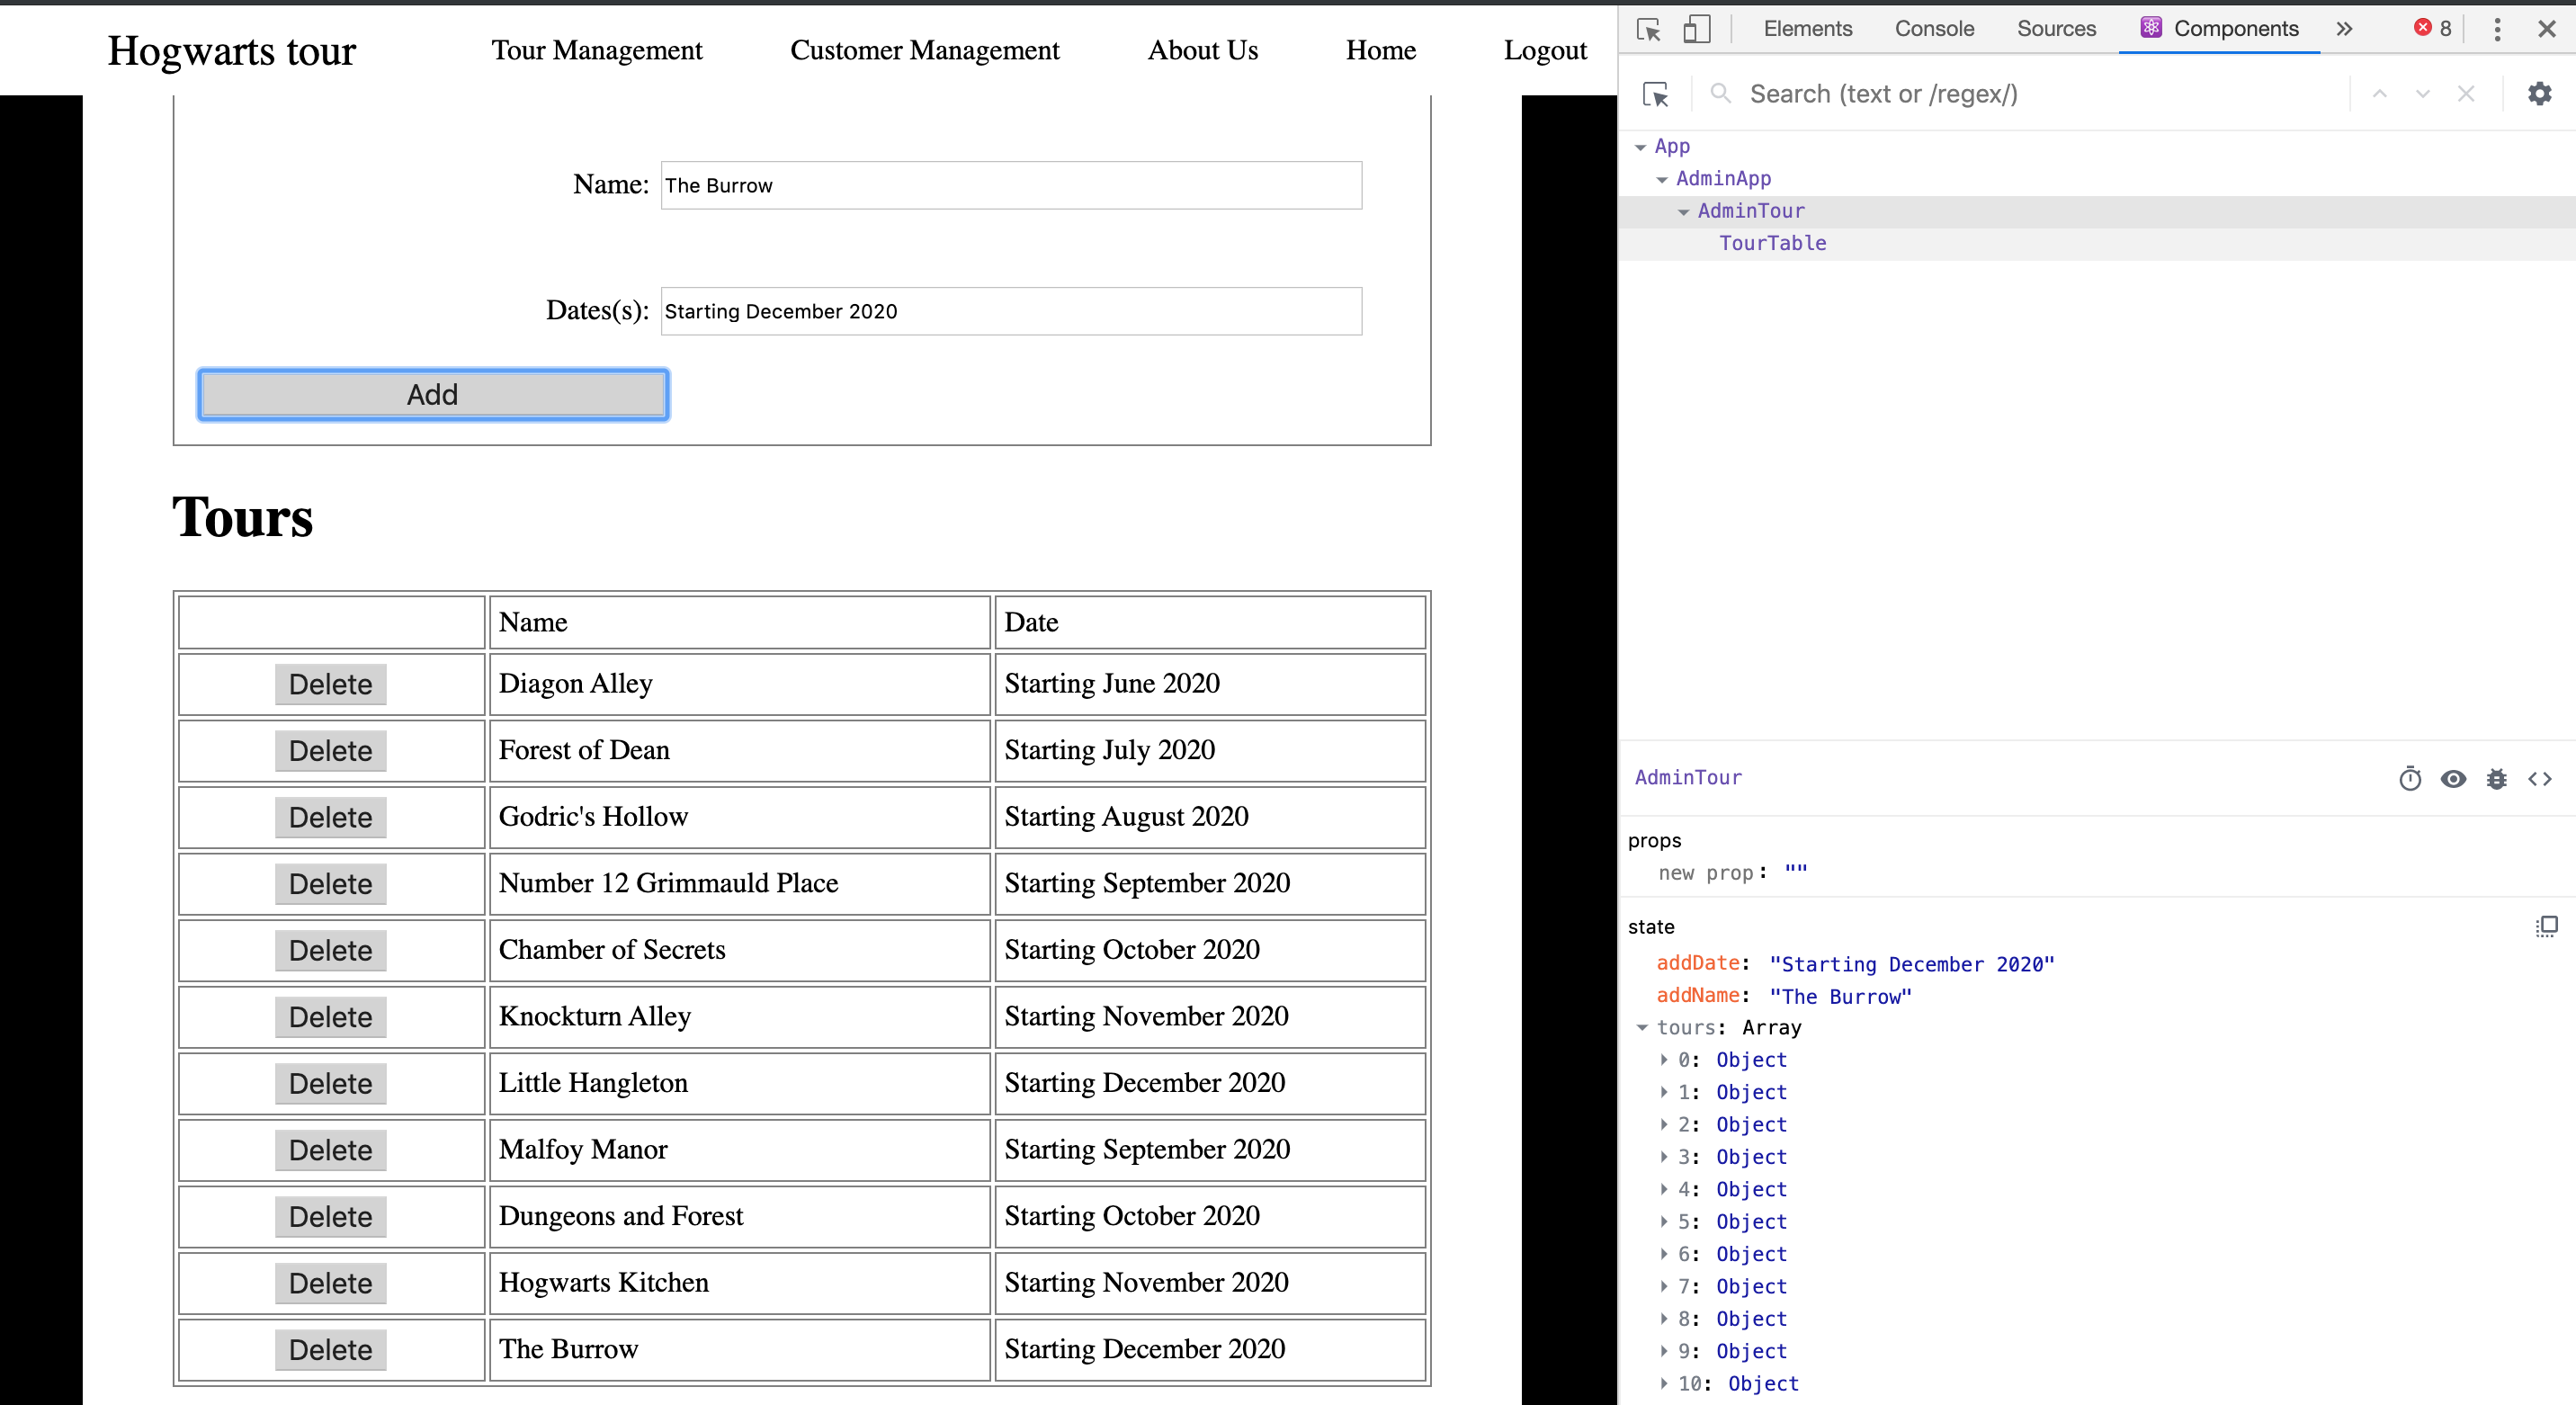 Hogwarts tour Tour Management Customer Management About Us Home Logout
Name: The Burrow
Dates(s): Starting December 2020
Add
Tours
Name Date
Delete Diagon Alley Starting June 2020
Delete Forest of Dean Starting July 2020
Delete Godric's Hollow Starting August 2020
Delete Number 12 Grimmauld Place Starting September 2020
Delete Chamber of Secrets Starting October 2020
Delete Knockturn Alley Starting November 2020
Delete Little Hangleton Starting December 2020
Delete Malfoy Manor Starting September 2020
Delete Dungeons and Forest Starting October 2020
Delete Hogwarts Kitchen Starting November 2020
Delete The Burrow Starting December 2020
Elements Console Sources Components 8
Search (text or /regex/)
App
AdminApp
AdminTour
TourTable
AdminTour
props
new prop: ""
state
addDate: "Starting December 2020"
addName: "The Burrow"
tours: Array
0: Object
1: Object
2: Object
3: Object
4: Object
5: Object
6: Object
7: Object
8: Object
9: Object
10: Object